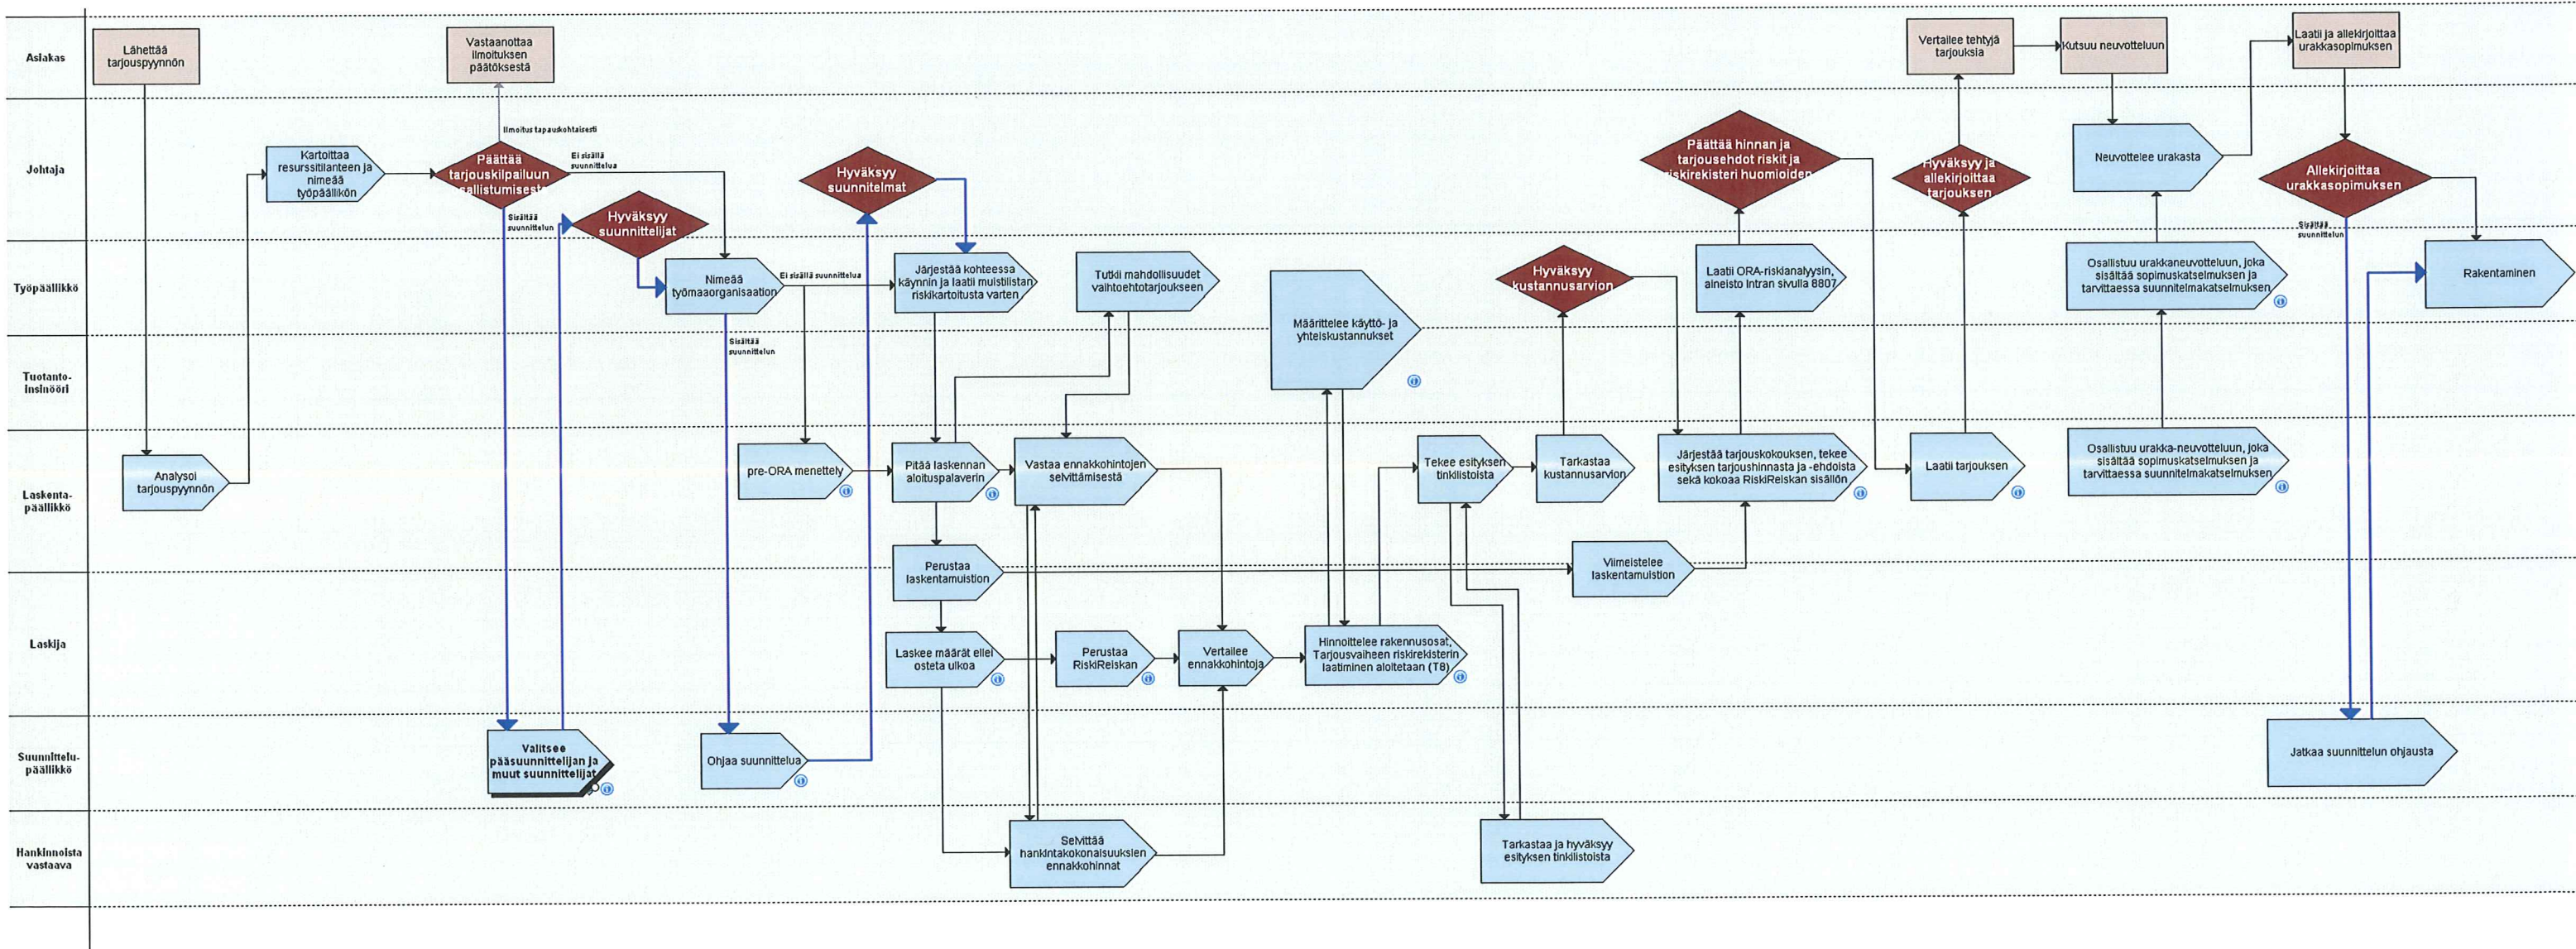 Asiakas
Lähettää
tarjouspyynnön
Vastaanottaa
ilmoituksen
päätöksestä
Vertailee tehtyjä
tarjouksia
Kutsuu neuvotteluun
Laatii ja allekirjoittaa
urakkasopimuksen
Johtaja
Kartoittaa
resurssitilanteen ja
nimeää
työpäällikön
Ilmoitus tapauskohtaisesti
Päättää
tarjouskilpailuun
sallistumisesta
Ei sisällä
suunnittelua
Sisältää
suunnittelun
Hyväksyy
suunnittelijat
Hyväksyy
suunnitelmat
Päättää hinnan ja
tarjousehdot riskit ja
riskirekisteri huomioiden
Hyväksyy ja
allekirjoittaa
tarjouksen
Neuvottelee urakasta
Allekirjoittaa
urakkasopimuksen
Sisältää
suunnittelun
Työpäällikkö
Nimeää
työmaaorganisaation
Ei sisällä suunnittelua
Sisältää
suunnittelun
Järjestää kohteessa
käynnin ja laatii muistilistan
riskikartoitusta varten
Tutkii mahdollisuudet
vaihtoehtotarjoukseen
Määrittelee käyttö- ja
yhteiskustannukset
Hyväksyy
kustannusarvion
Laatii ORA-riskianalyysin,
aineisto Intran sivulla 8807
Osallistuu urakkaneuvotteluun, joka
sisältää sopimuskatselmuksen ja
tarvittaessa suunnitelmakatselmuksen
Rakentaminen
Tuotanto-
insinööri
Laskenta-
päällikkö
Analysoi
tarjouspyynnön
pre-ORA menettely
Pitää laskennan
aloituspalaverin
Vastaa ennakkohintojen
selvittämisestä
Tekee esityksen
tinkilistoista
Tarkastaa
kustannusarvion
Järjestää tarjouskokouksen, tekee
esityksen tarjoushinnasta ja -ehdoista
sekä kokoaa RiskiReiskan sisällön
Laatii tarjouksen
Osallistuu urakka-neuvotteluun, joka
sisältää sopimuskatselmuksen ja
tarvittaessa suunnitelmakatselmuksen
Perustaa
laskentamuistion
Viimeistelee
laskentamuistion
Laskija
Laskee määrät ellei
osteta ulkoa
Perustaa
RiskiReiskan
Vertailee
ennakkohintoja
Hinnoittelee rakennusosat,
Tarjousvaiheen riskirekisterin
laatiminen aloitetaan (T8)
Suunnittelu-
päällikkö
Valitsee
pääsuunnittelijan ja
muut suunnittelijat
Ohjaa suunnittelua
Jatkaa suunnittelun ohjausta
Hankinnoista
vastaava
Selvittää
hankintakokonaisuuksien
ennakkohinnat
Tarkastaa ja hyväksyy
esityksen tinkilistoista